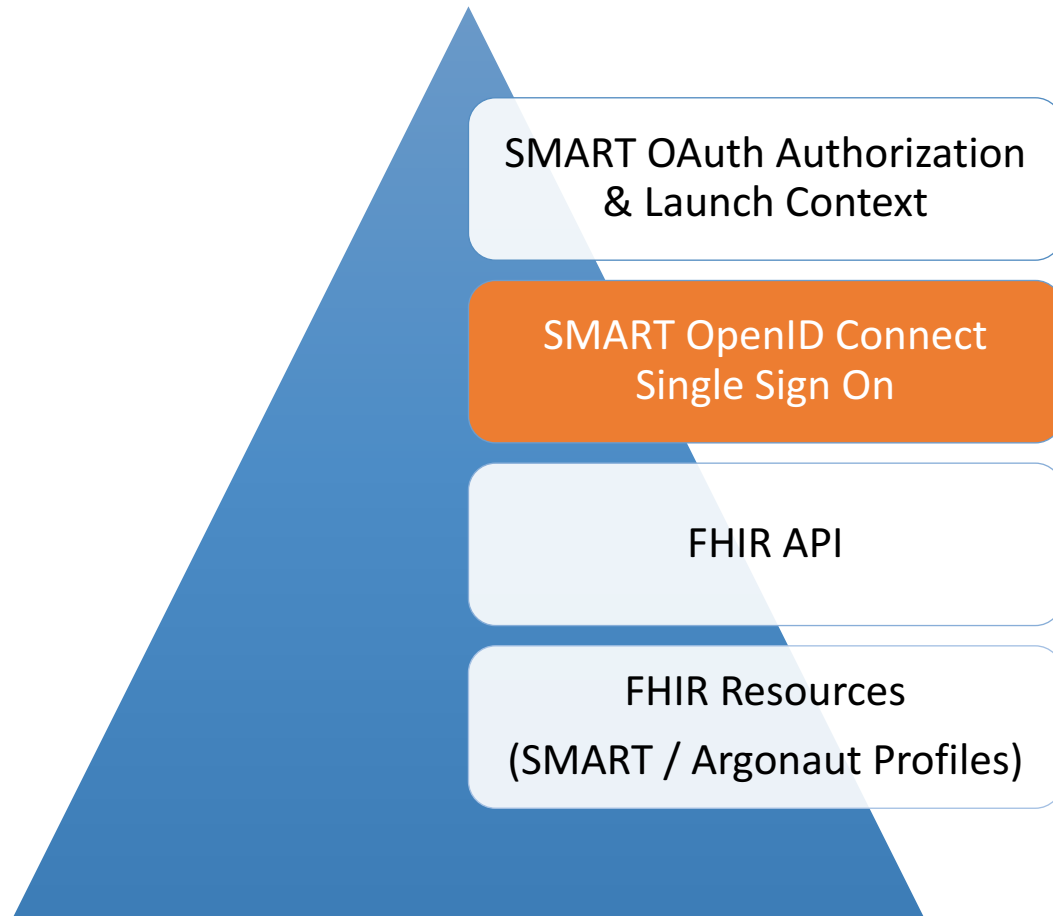 SMART OAuth Authorization
& Launch Context
SMART OpenID Connect
Single Sign On
FHIR API
FHIR Resources
(SMART / Argonaut Profiles)